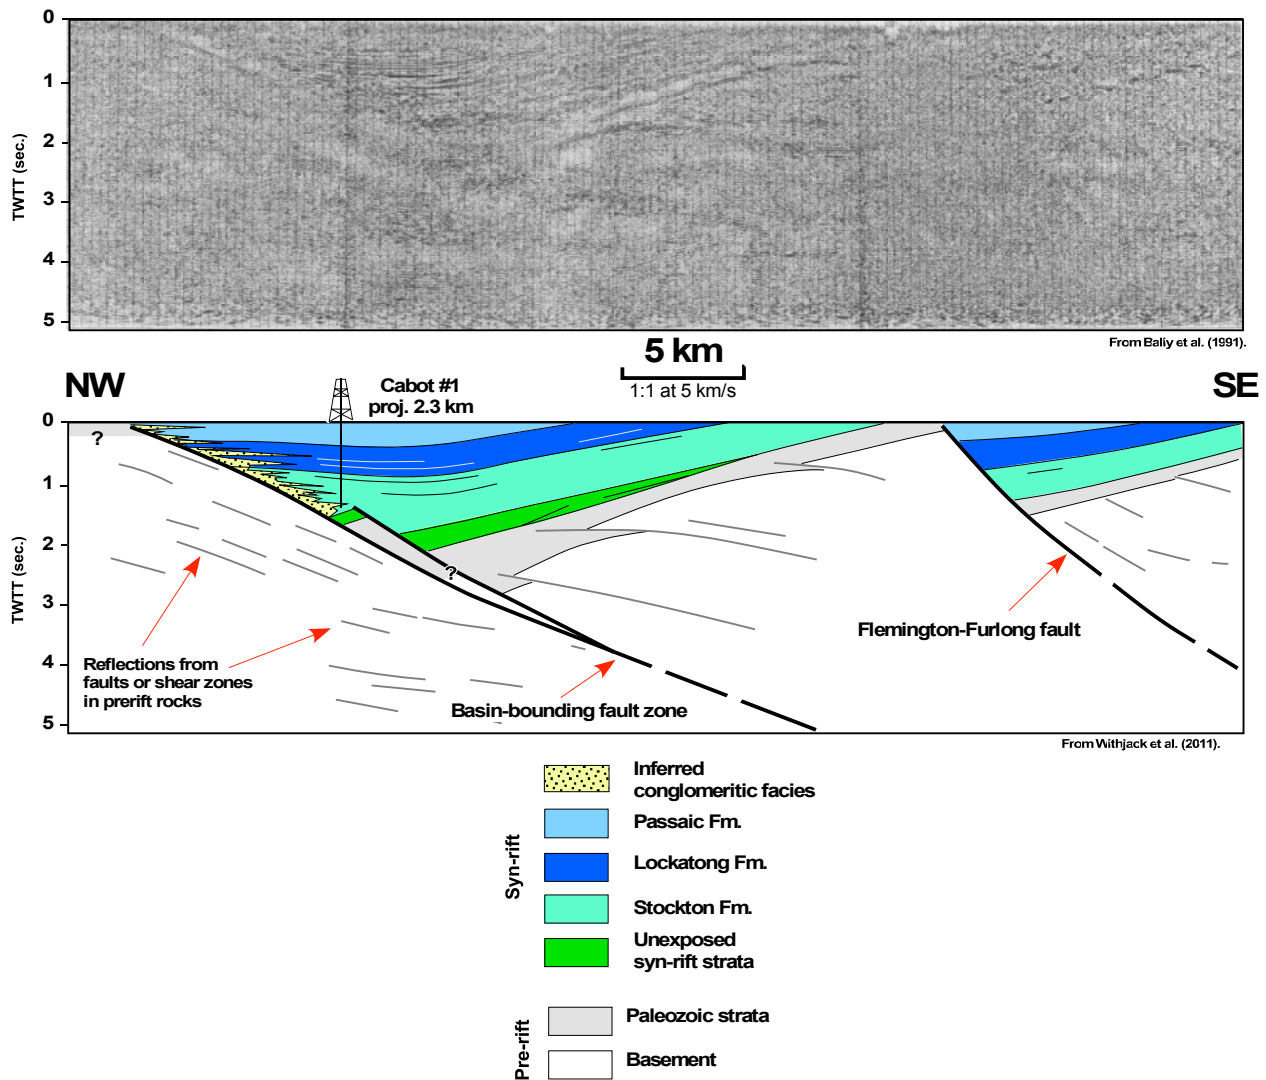 0
1
2
3
4
5
TWTT (sec.)
From Bally et al. (1991).
5 km
1:1 at 5 km/s
NW
SE
Cabot #1
proj. 2.3 km
0
1
2
3
4
5
TWTT (sec.)
?
?
Reflections from
faults or shear zones
in prerift rocks
Basin-bounding fault zone
Flemington-Furlong fault
From Withjack et al. (2011).
Syn-rift
Inferred
conglomeritic facies
Passaic Fm.
Lockatong Fm.
Stockton Fm.
Unexposed
syn-rift strata
Pre-rift
Paleozoic strata
Basement